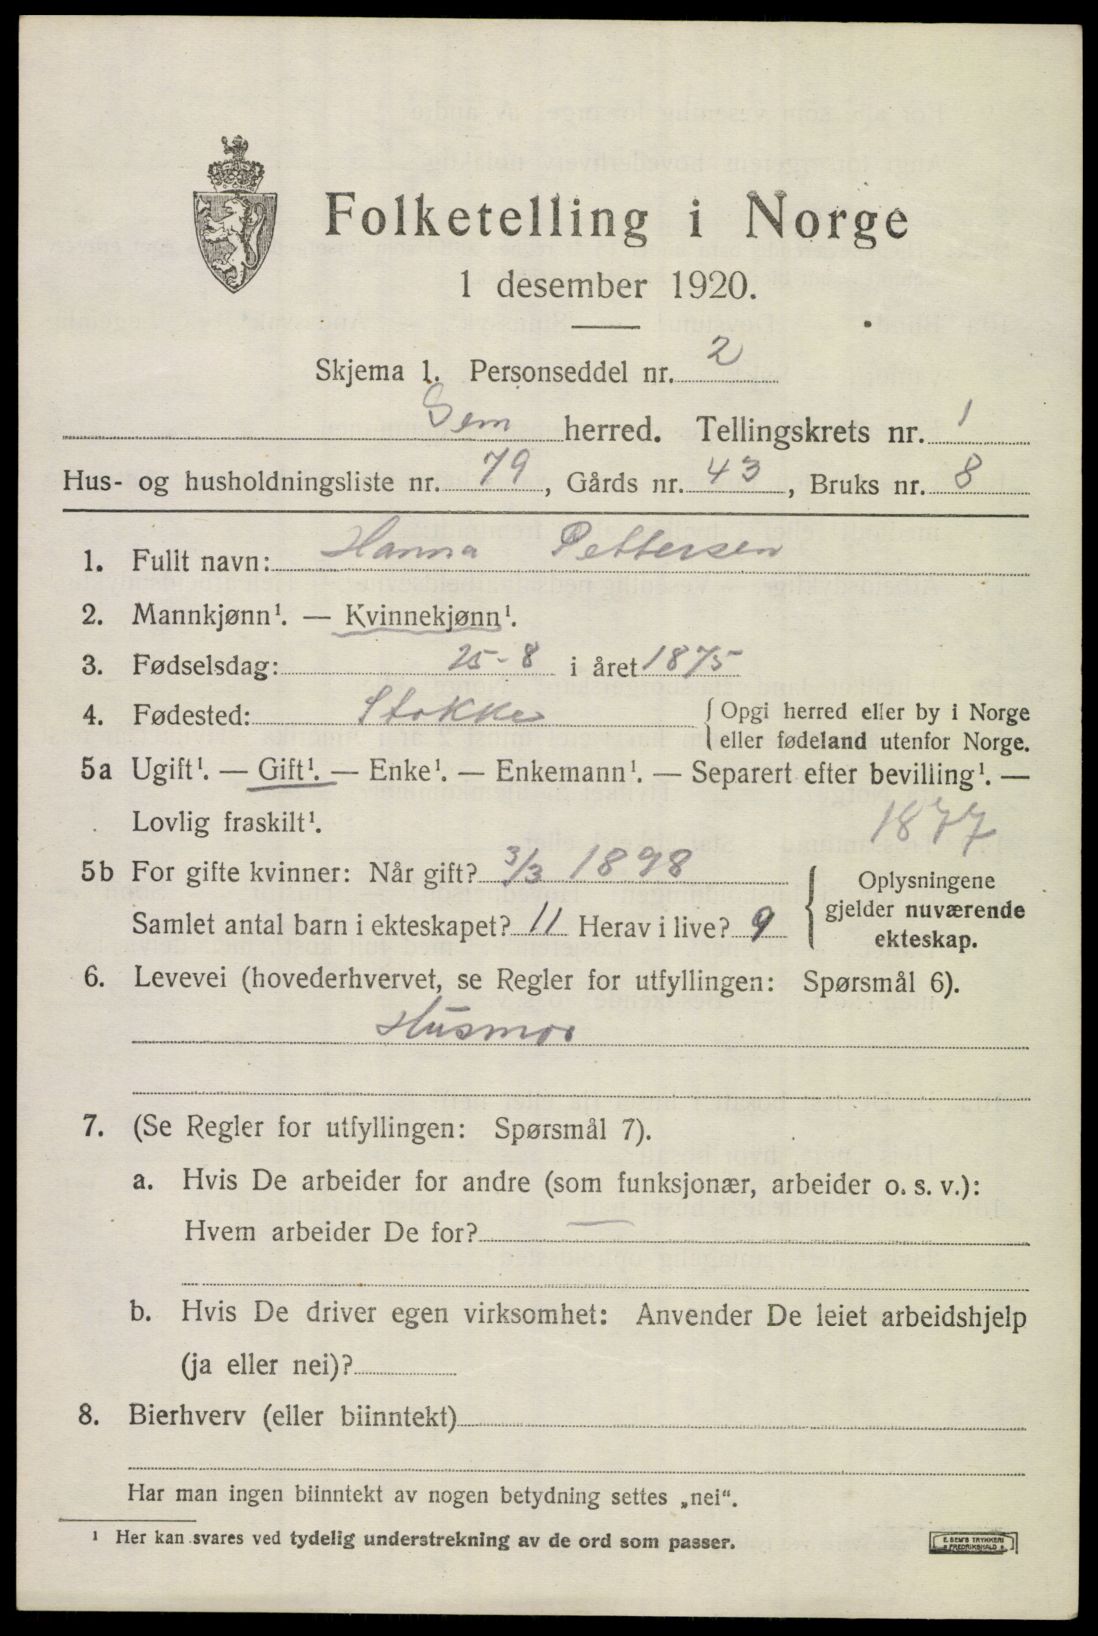 Folketelling i Norge
1 desember 1920.
Skjema 1. Personseddel nr. 2
Sem herred. Tellingskrets nr. 1
Hus- og husholdningsliste nr. 79, Gårds nr. 43, Bruks nr. 8
1. Fullt navn: Hanna Pettersen
2. Mannkjønn¹. — Kvinnekjønn¹.
3. Fødselsdag: 25-8 i året 1875
4. Fødested: Stokke {Opgi herred eller by i Norge
eller fødeland utenfor Norge.
5a Ugift¹. — Gift¹. — Enke¹. — Enkemann¹. — Separert efter bevilling¹. —
Lovlig fraskilt¹. 1877
5b For gifte kvinner: Når gift? 3/3 1898
Samlet antal barn i ekteskapet? 11 Herav i live? 9
{Oplysningene
gjelder nuværende
ekteskap.
6. Levevei (hovederhvervet, se Regler for utfyllingen: Spørsmål 6).
Husmor
7. (Se Regler for utfyllingen: Spørsmål 7).
a. Hvis De arbeider for andre (som funksjonær, arbeider o. s. v.):
Hvem arbeider De for? —
b. Hvis De driver egen virksomhet: Anvender De leiet arbeidshjelp
(ja eller nei)?
8. Bierhverv (eller biinntekt)
Har man ingen biinntekt av nogen betydning settes „nei“.
¹ Her kan svares ved tydelig understrekning av de ord som passer.
E. SEM'S TRYKKERI
FREDRIKSHALD